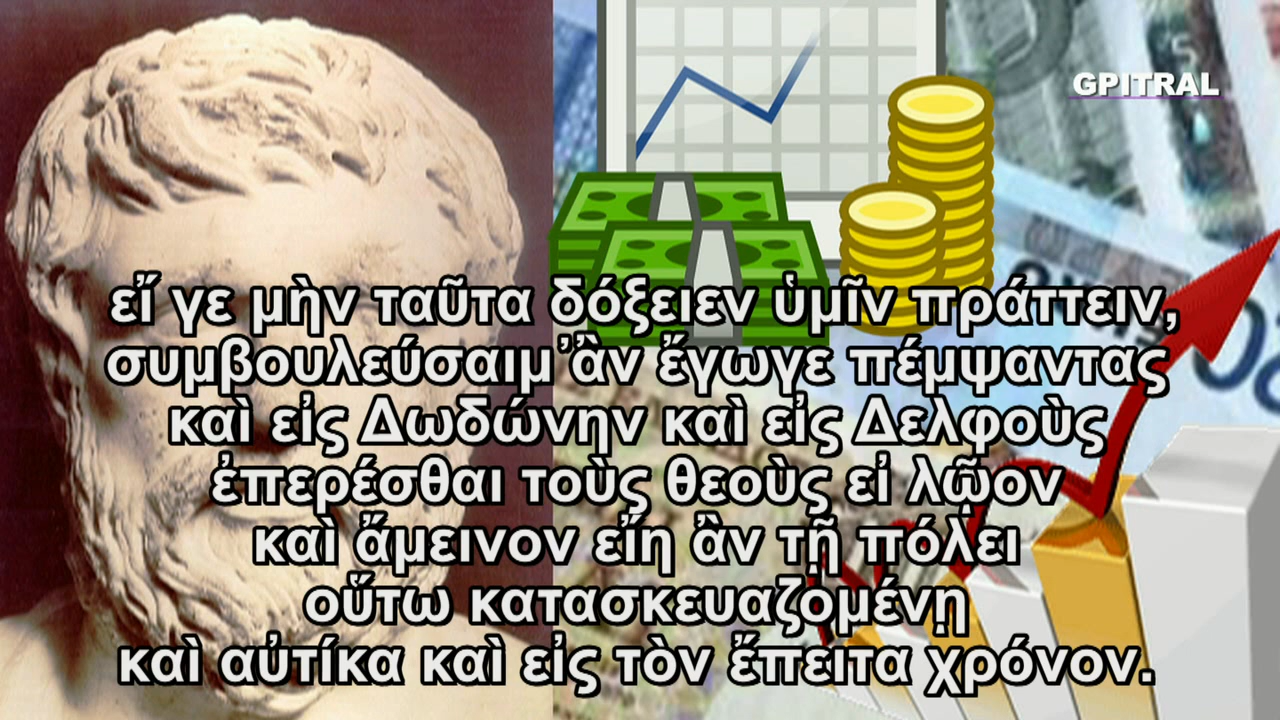 GPITRAL
εἴ γε μὴν ταῦτα δόξειεν ὑμῖν πράττειν,
συμβουλεύσαιμ᾽ἂν ἔγωγε πέμψαντας
καὶ εἰς Δωδώνην καὶ εἰς Δελφοὺς
ἐπερέσθαι τοὺς θεοὺς εἰ λῷον
καὶ ἄμεινον εἴη ἂν τῇ πόλει
οὕτω κατασκευαζομένῃ
καὶ αὐτίκα καὶ εἰς τὸν ἔπειτα χρόνον.